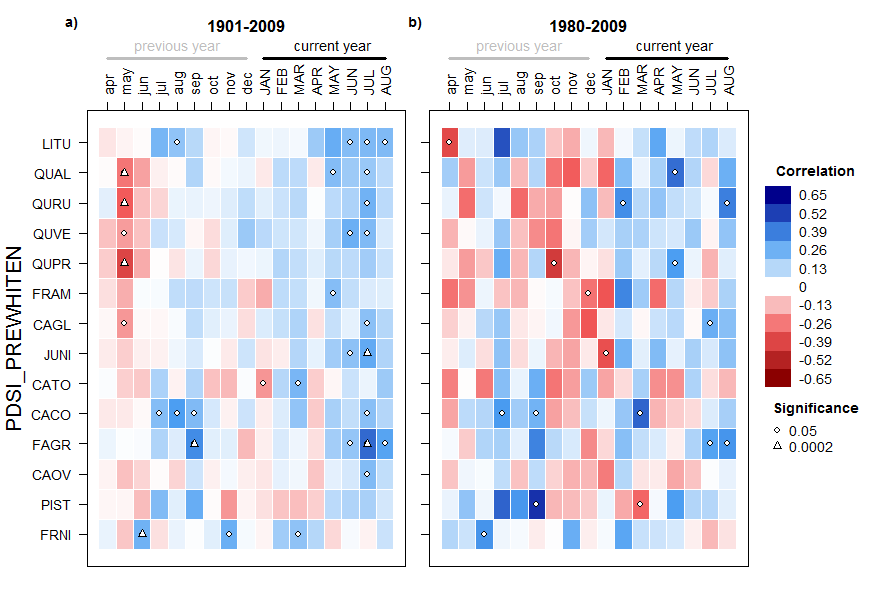 a) 1901-2009
previous year current year
apr may jun jul aug sep oct nov dec JAN FEB MAR APR MAY JUN JUL AUG
b) 1980-2009
previous year current year
apr may jun jul aug sep oct nov dec JAN FEB MAR APR MAY JUN JUL AUG
PDSI_PREWHITEN
LITU
QUAL
QURU
QUVE
QUPR
FRAM
CAGL
JUNI
CATO
CACO
FAGR
CAOV
PIST
FRNI
Correlation
0.65
0.52
0.39
0.26
0.13
0
-0.13
-0.26
-0.39
-0.52
-0.65
Significance
0.05
0.0002